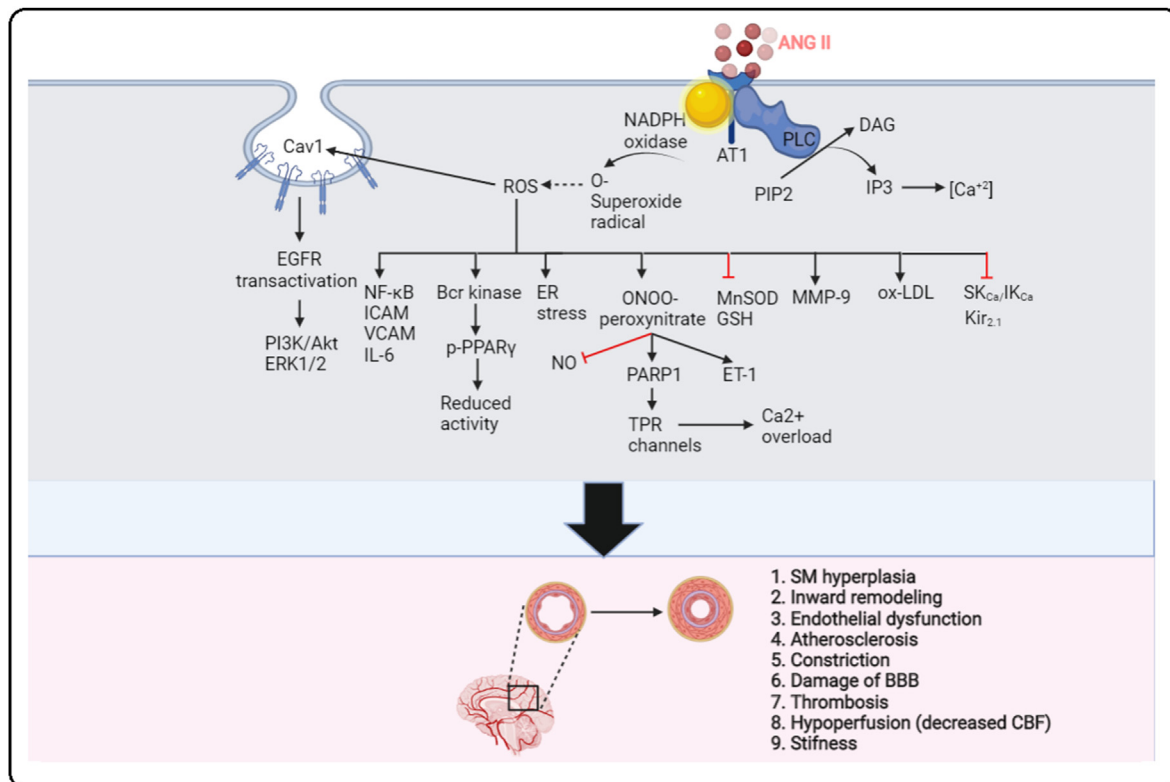 ANG II
NADPH
oxidase
AT1
PLC
DAG
PIP2
IP3
[Ca⁺²]
Cav1
ROS
O-
Superoxide
radical
EGFR
transactivation
PI3K/Akt
ERK1/2
NF-κB
ICAM
VCAM
IL-6
Bcr kinase
p-PPARγ
Reduced
activity
ER
stress
ONOO-
peroxynitrate
NO
PARP1
ET-1
TPR
channels
Ca2+
overload
MnSOD
GSH
MMP-9
ox-LDL
SKCa/IKCa
Kir2.1
1. SM hyperplasia
2. Inward remodeling
3. Endothelial dysfunction
4. Atherosclerosis
5. Constriction
6. Damage of BBB
7. Thrombosis
8. Hypoperfusion (decreased CBF)
9. Stifness